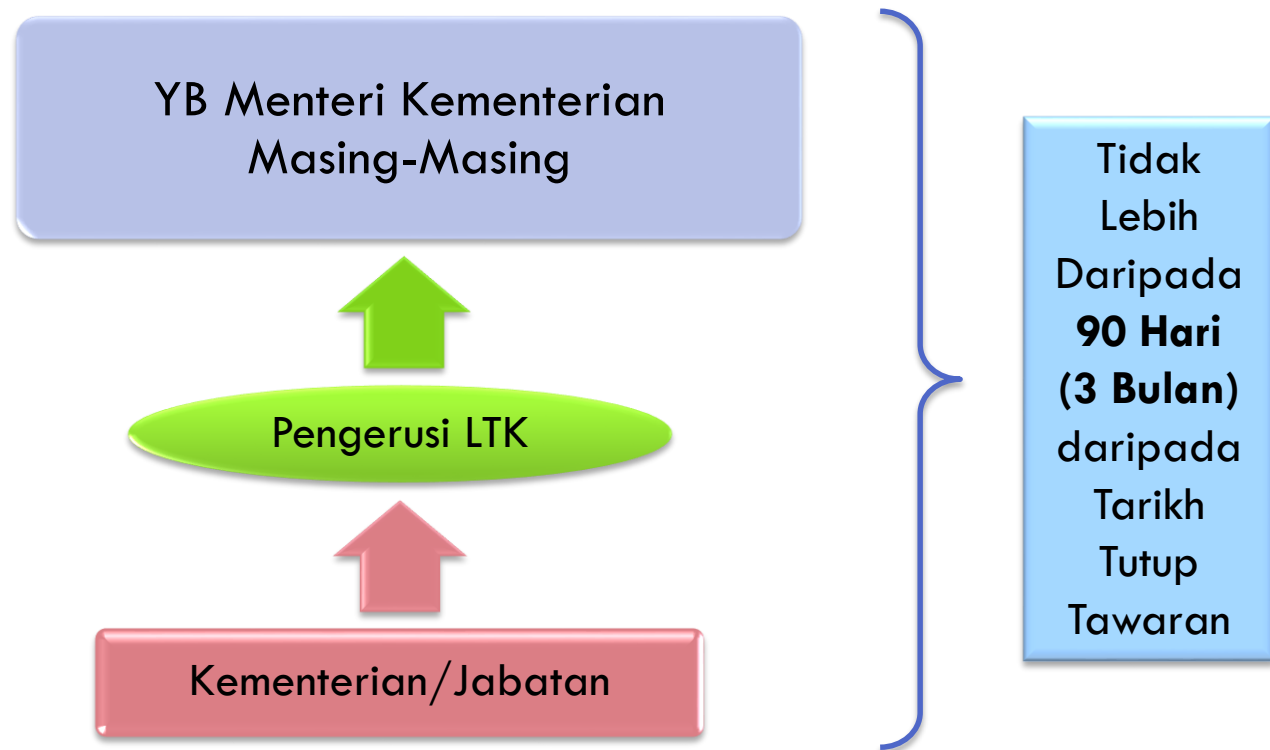 YB Menteri Kementerian
Masing-Masing
Pengerusi LTK
Kementerian/Jabatan
Tidak
Lebih
Daripada
90 Hari
(3 Bulan)
daripada
Tarikh
Tutup
Tawaran